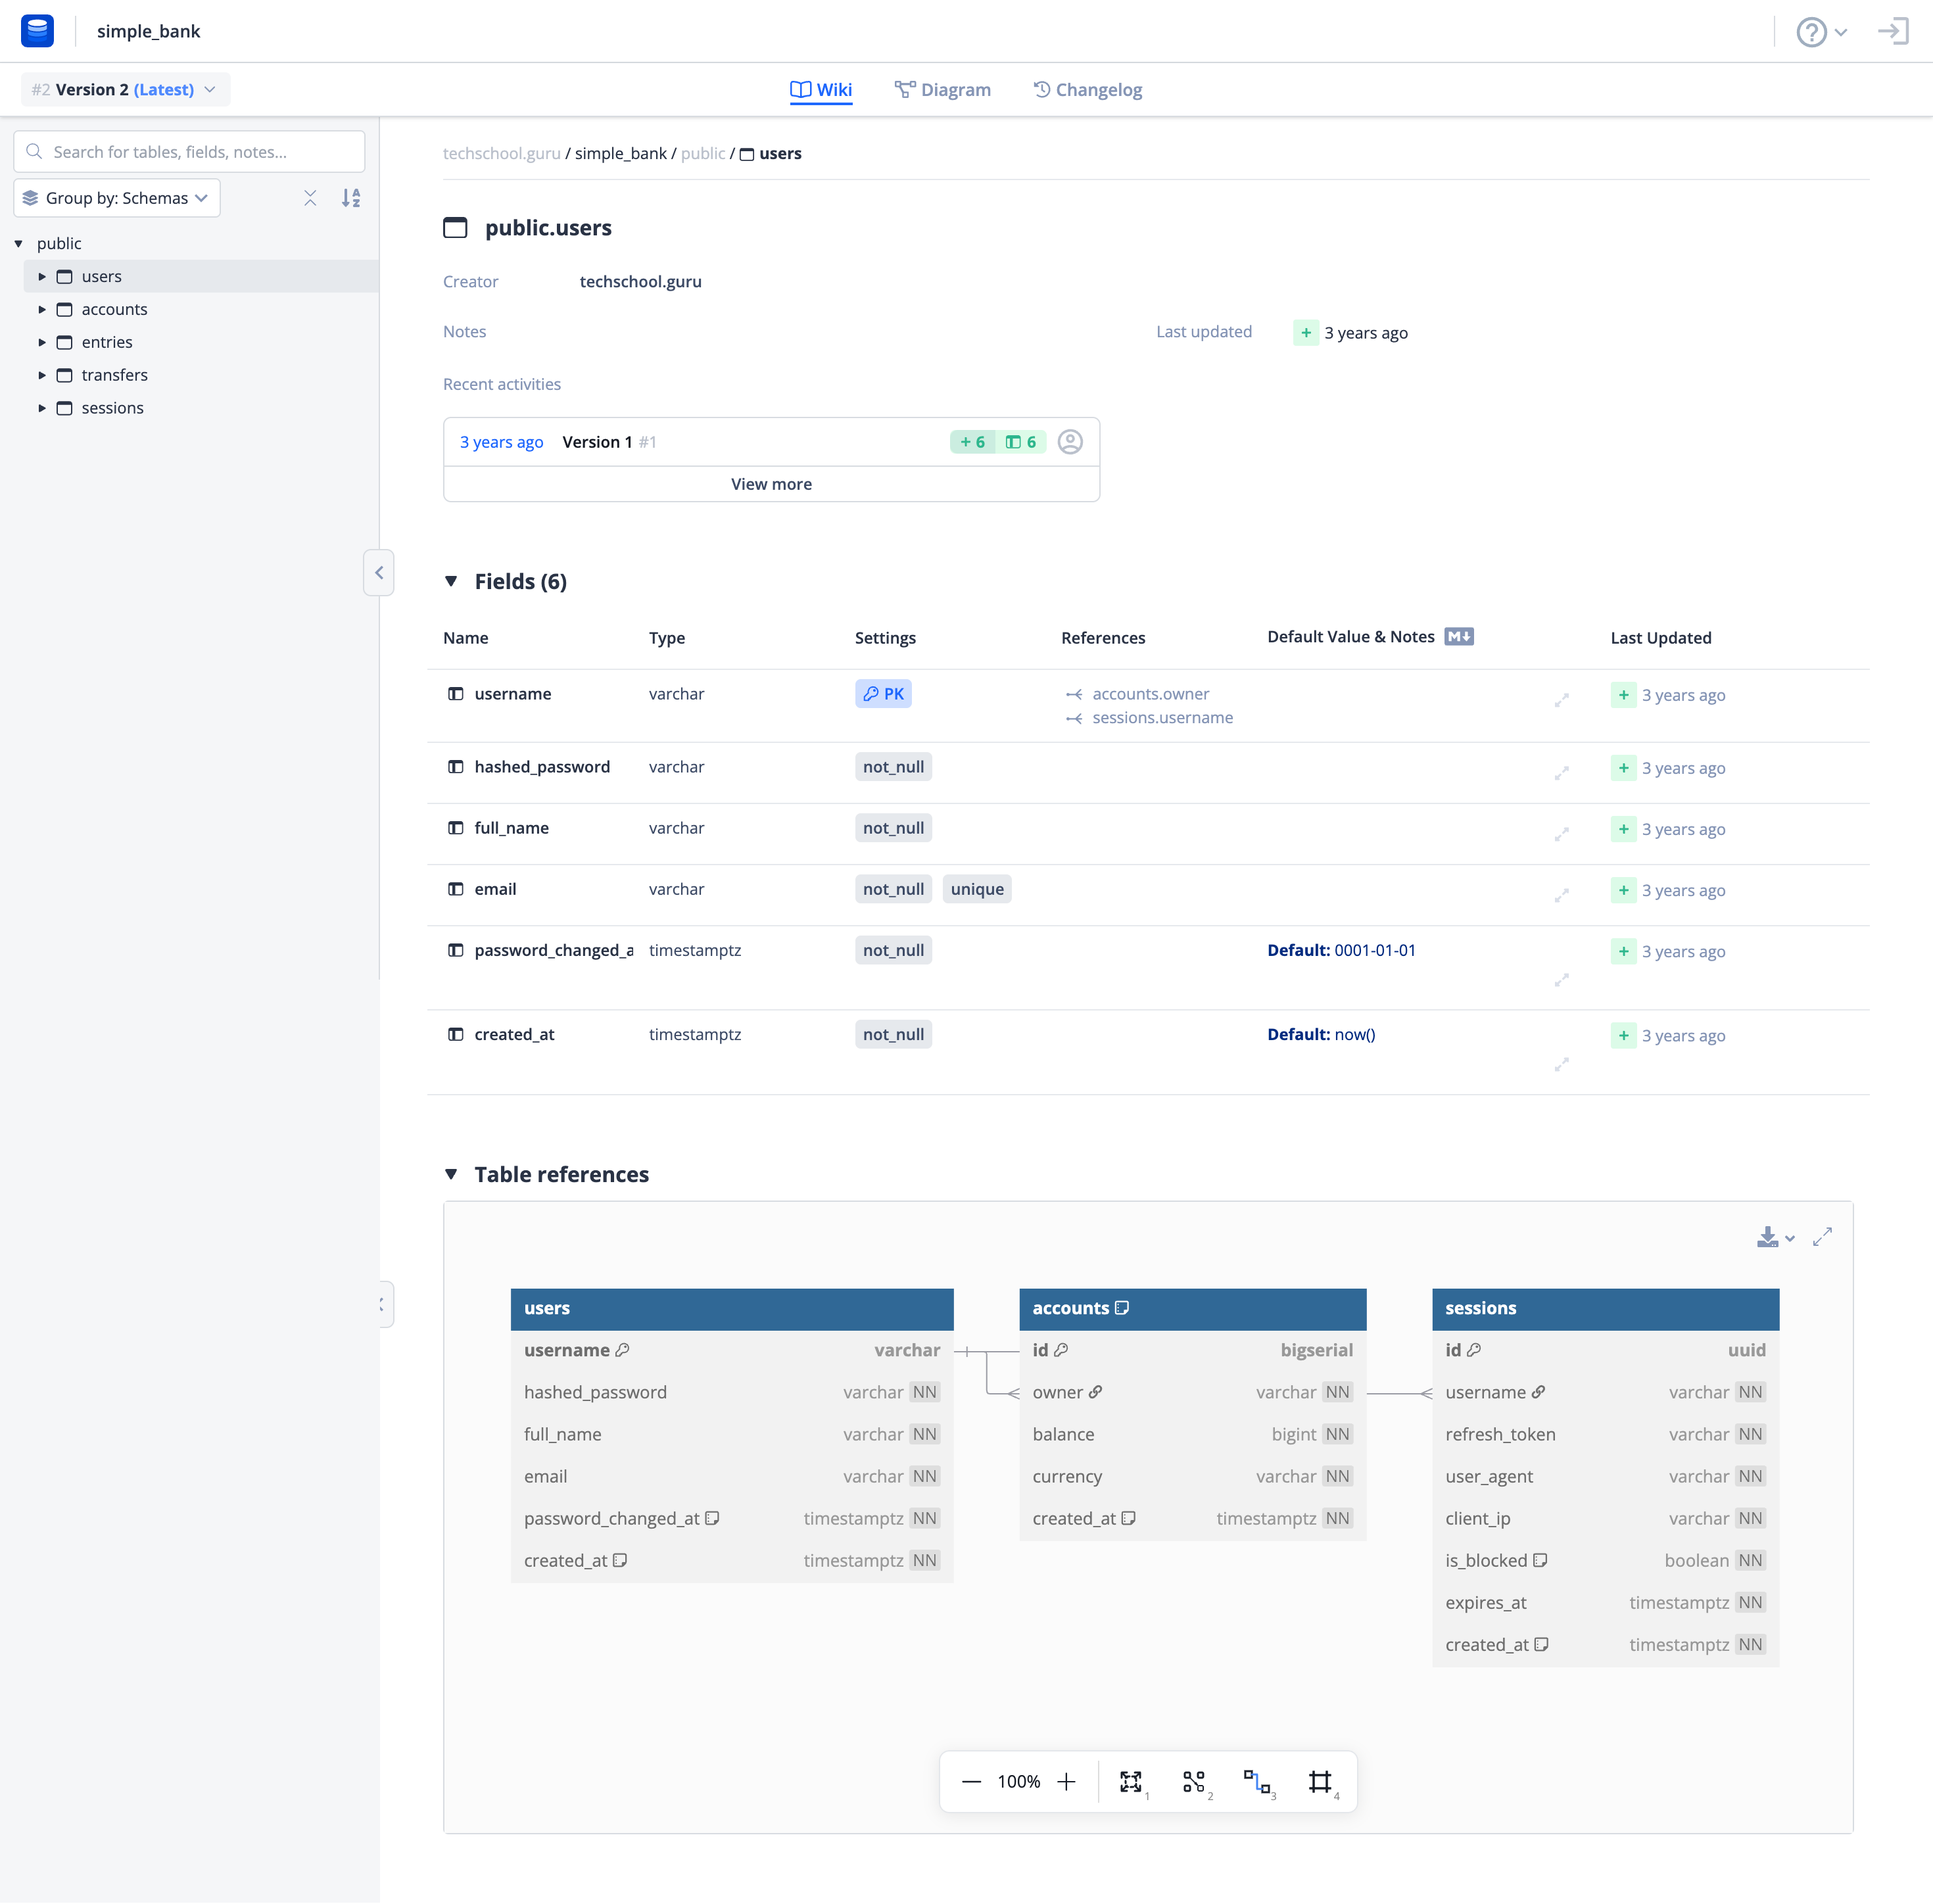 simple_bank
#2 Version 2 (Latest)
Wiki
Diagram
Changelog
Search for tables, fields, notes...
Group by: Schemas
public
users
accounts
entries
transfers
sessions
techschool.guru / simple_bank / public / users
public.users
Creator techschool.guru
Notes
Last updated + 3 years ago
Recent activities
3 years ago Version 1 #1 + 6 6
View more
Fields (6)
Name Type Settings References Default Value & Notes M Last Updated
username varchar PK accounts.owner + 3 years ago
sessions.username
hashed_password varchar not_null + 3 years ago
full_name varchar not_null + 3 years ago
email varchar not_null unique + 3 years ago
password_changed_a timestamptz not_null Default: 0001-01-01 + 3 years ago
created_at timestamptz not_null Default: now() + 3 years ago
Table references
users
username varchar
hashed_password varchar NN
full_name varchar NN
email varchar NN
password_changed_at timestamptz NN
created_at timestamptz NN
accounts
id bigserial
owner varchar NN
balance bigint NN
currency varchar NN
created_at timestamptz NN
sessions
id uuid
username varchar NN
refresh_token varchar NN
user_agent varchar NN
client_ip varchar NN
is_blocked boolean NN
expires_at timestamptz NN
created_at timestamptz NN
100% 1 2 3 4